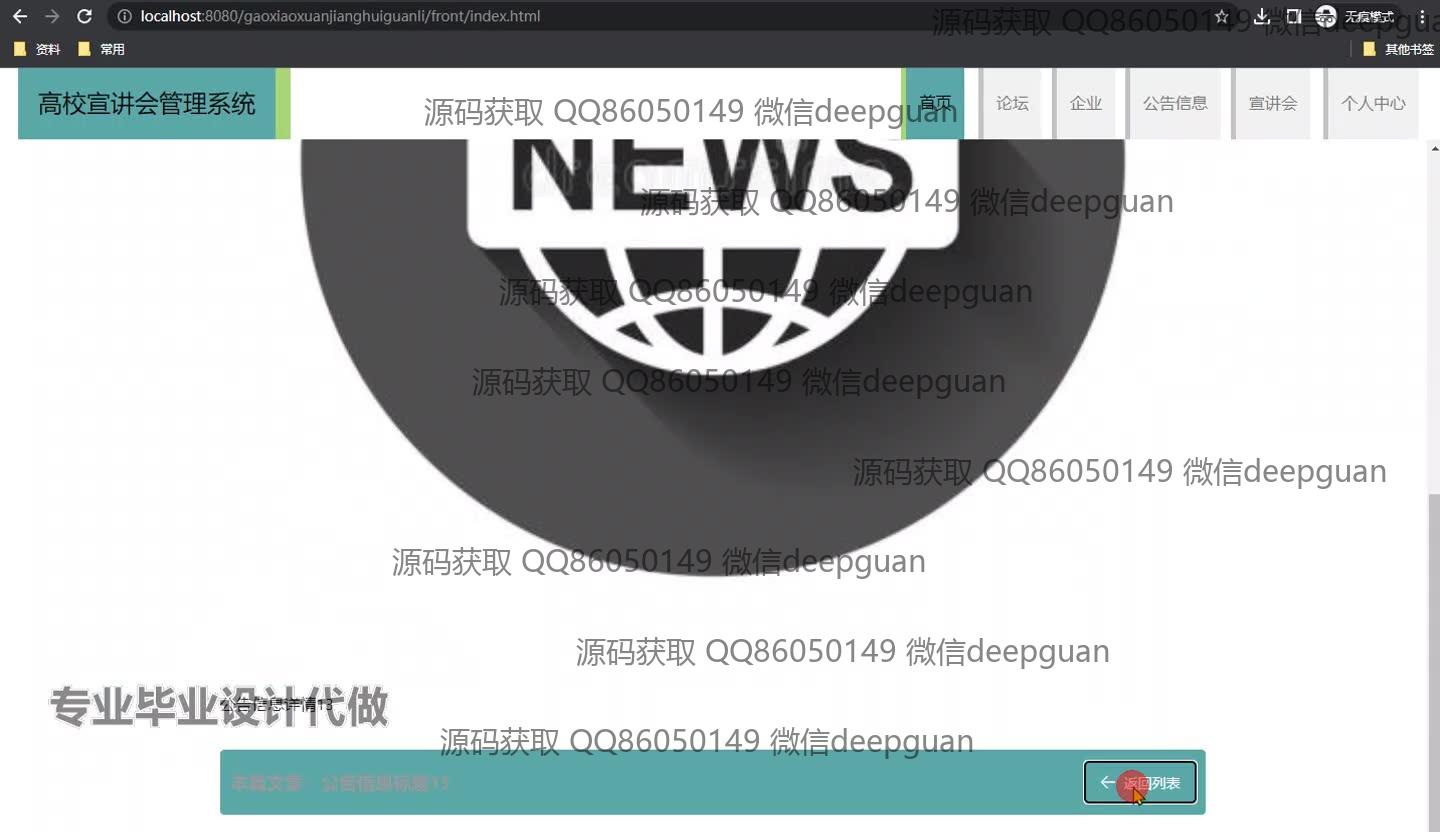 localhost:8080/gaoxiaoxuanjianghuiguanli/front/index.html
无痕模式
源码获取 QQ86050149 微信deepguan
资料
常用
其他书签
高校宣讲会管理系统
首页
论坛
企业
公告信息
宣讲会
个人中心
源码获取 QQ86050149 微信deepguan
NEWS
源码获取 QQ86050149 微信deepguan
源码获取 QQ86050149 微信deepguan
源码获取 QQ86050149 微信deepguan
源码获取 QQ86050149 微信deepguan
源码获取 QQ86050149 微信deepguan
源码获取 QQ86050149 微信deepguan
专业毕业设计代做
公告信息详情13
源码获取 QQ86050149 微信deepguan
本篇文章：公告信息标题13
返回列表